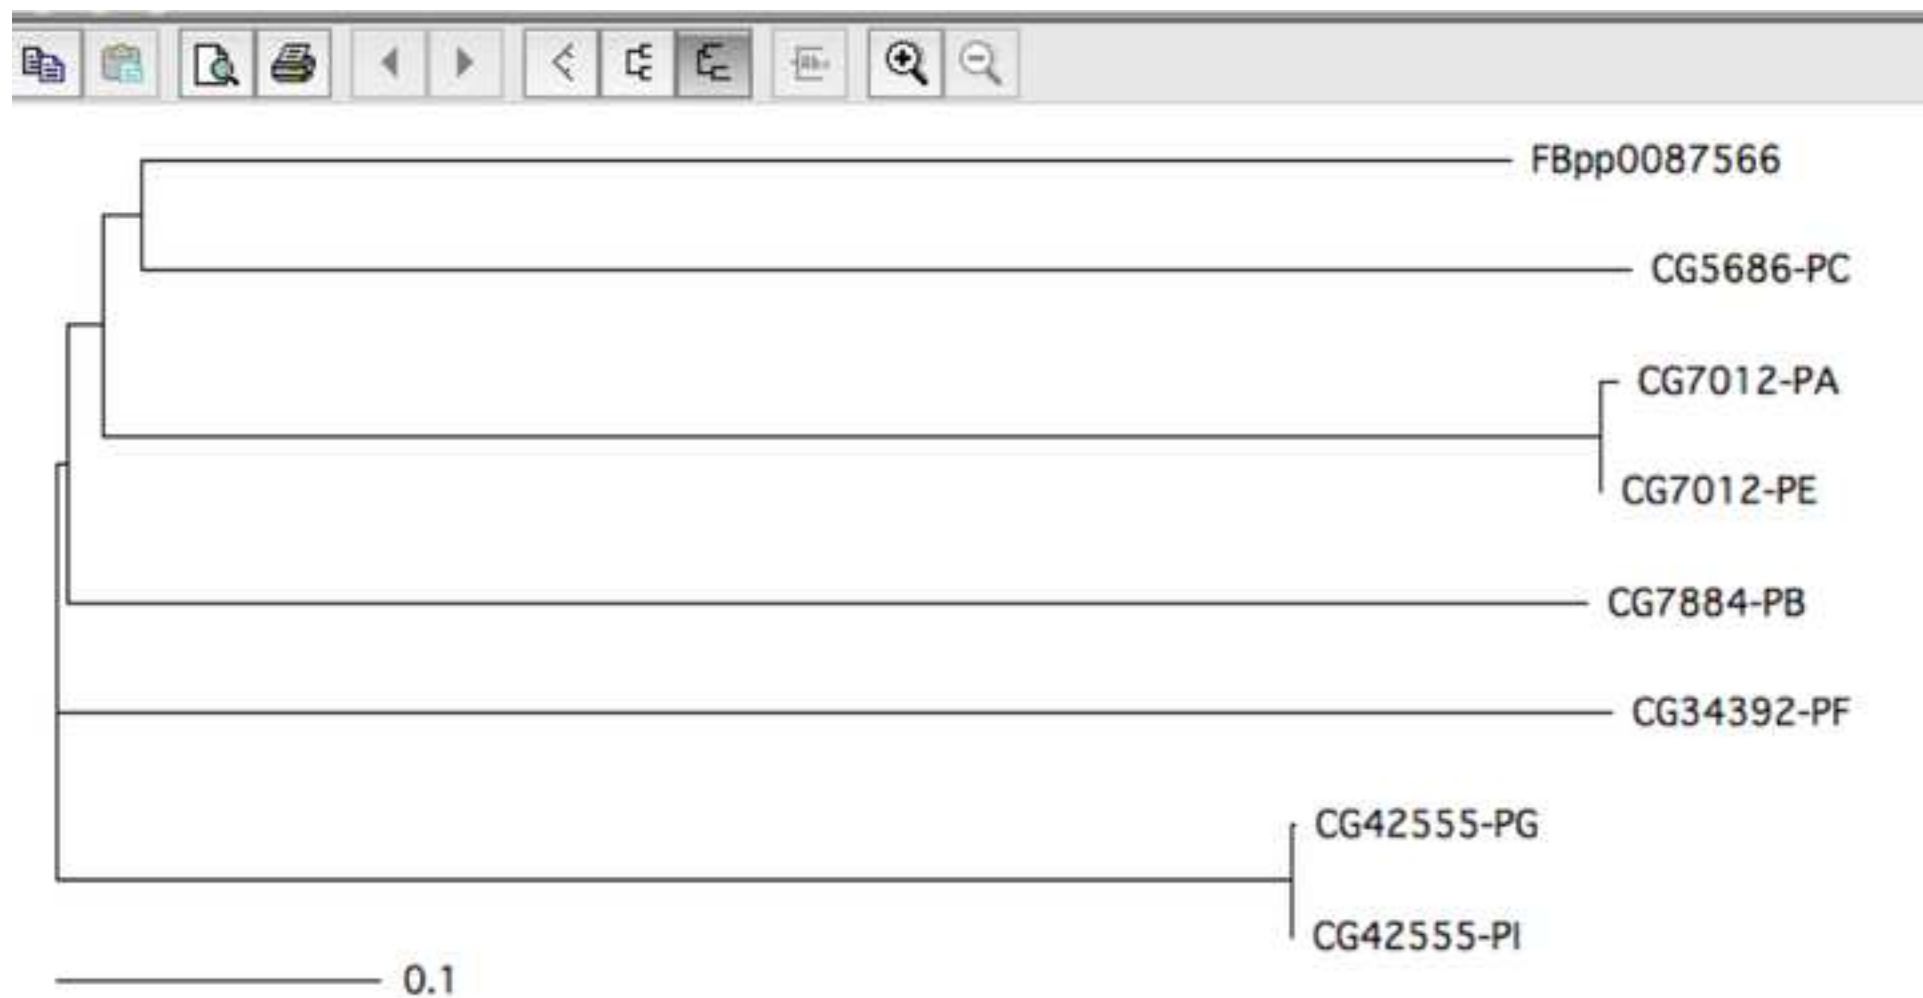 FBpp0087566
CG5686-PC
CG7012-PA
CG7012-PE
CG7884-PB
CG34392-PF
CG42555-PG
CG42555-PI
0.1